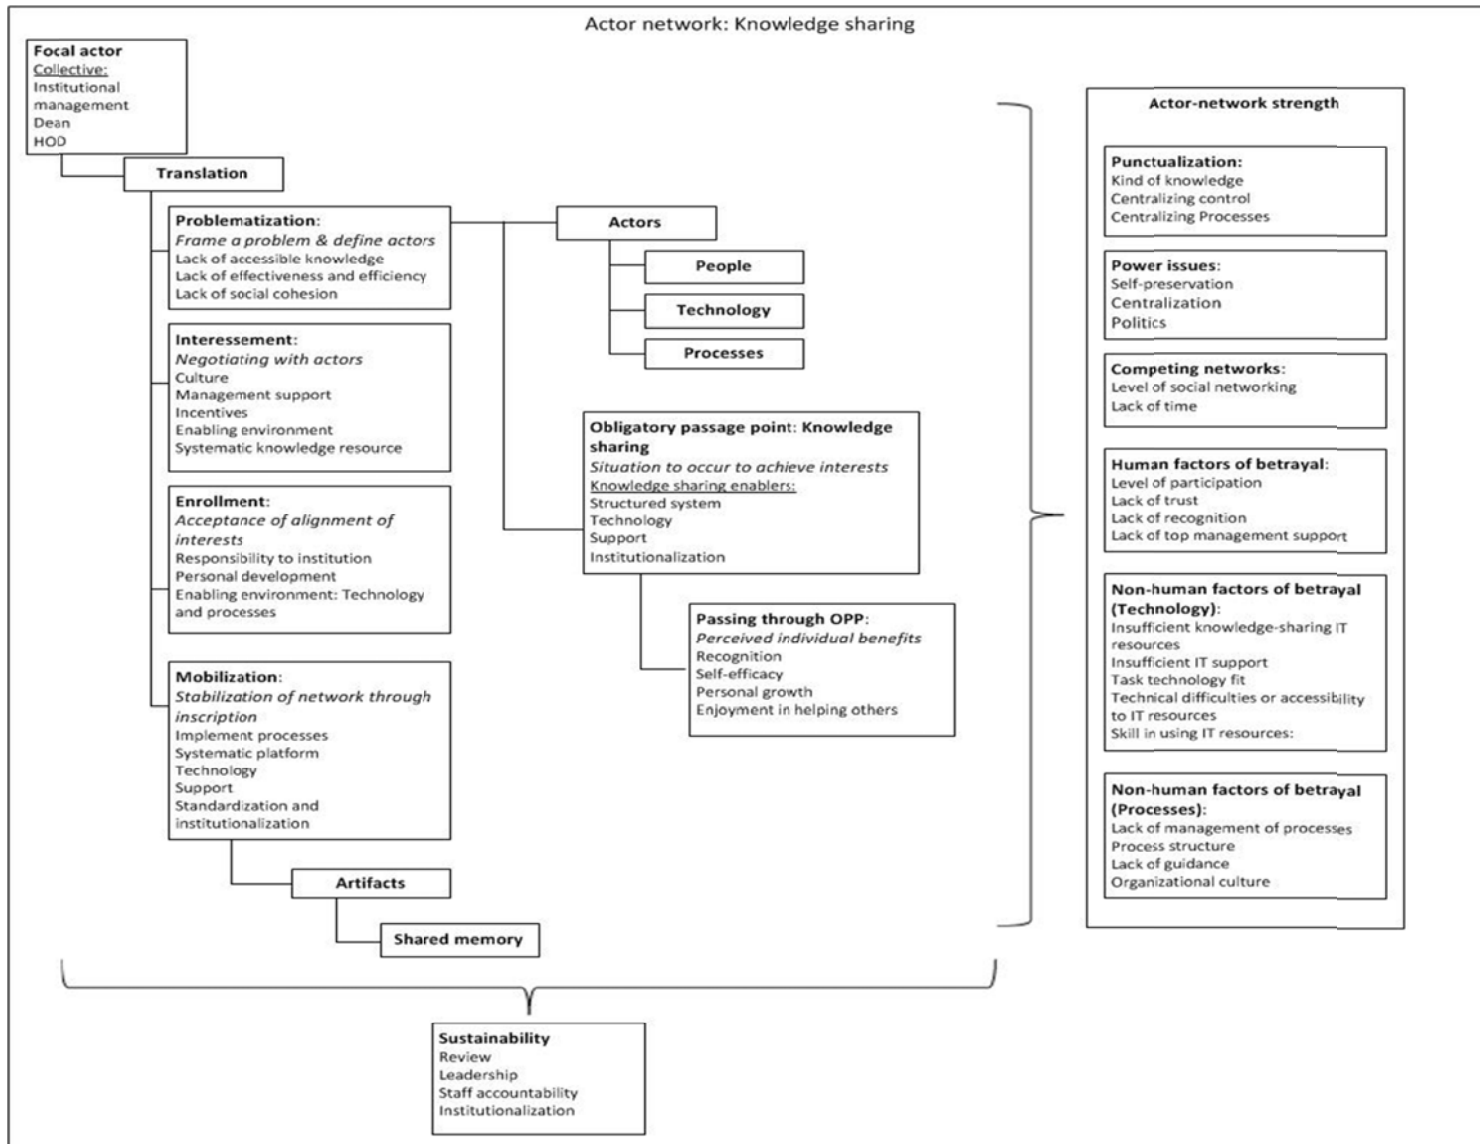 Actor network: Knowledge sharing
Focal actor
Collective:
Institutional
management
Dean
HOD
Translation
Problematization:
Frame a problem & define actors
Lack of accessible knowledge
Lack of effectiveness and efficiency
Lack of social cohesion
Interessement:
Negotiating with actors
Culture
Management support
Incentives
Enabling environment
Systematic knowledge resource
Enrollment:
Acceptance of alignment of
interests
Responsibility to institution
Personal development
Enabling environment: Technology
and processes
Mobilization:
Stabilization of network through
inscription
Implement processes
Systematic platform
Technology
Support
Standardization and
institutionalization
Artifacts
Shared memory
Actors
People
Technology
Processes
Obligatory passage point: Knowledge
sharing
Situation to occur to achieve interests
Knowledge sharing enablers:
Structured system
Technology
Support
Institutionalization
Passing through OPP:
Perceived individual benefits
Recognition
Self-efficacy
Personal growth
Enjoyment in helping others
Actor-network strength
Punctualization:
Kind of knowledge
Centralizing control
Centralizing Processes
Power issues:
Self-preservation
Centralization
Politics
Competing networks:
Level of social networking
Lack of time
Human factors of betrayal:
Level of participation
Lack of trust
Lack of recognition
Lack of top management support
Non-human factors of betrayal
(Technology):
Insufficient knowledge-sharing IT
resources
Insufficient IT support
Task technology fit
Technical difficulties or accessibility
to IT resources
Skill in using IT resources:
Non-human factors of betrayal
(Processes):
Lack of management of processes
Process structure
Lack of guidance
Organizational culture
Sustainability
Review
Leadership
Staff accountability
Institutionalization